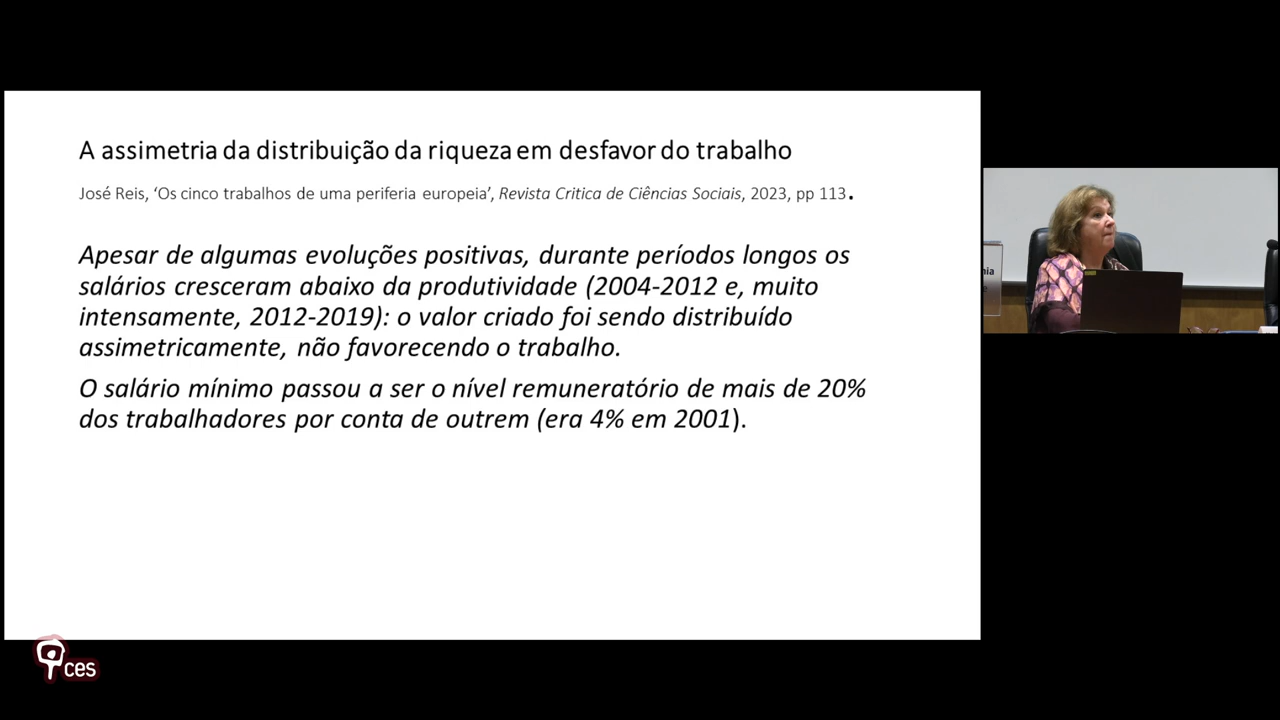 A assimetria da distribuição da riqueza em desfavor do trabalho
José Reis, ‘Os cinco trabalhos de uma periferia europeia’, Revista Critica de Ciências Sociais, 2023, pp 113.
Apesar de algumas evoluções positivas, durante períodos longos os
salários cresceram abaixo da produtividade (2004-2012 e, muito
intensamente, 2012-2019): o valor criado foi sendo distribuído
assimetricamente, não favorecendo o trabalho.
O salário mínimo passou a ser o nível remuneratório de mais de 20%
dos trabalhadores por conta de outrem (era 4% em 2001).
ces